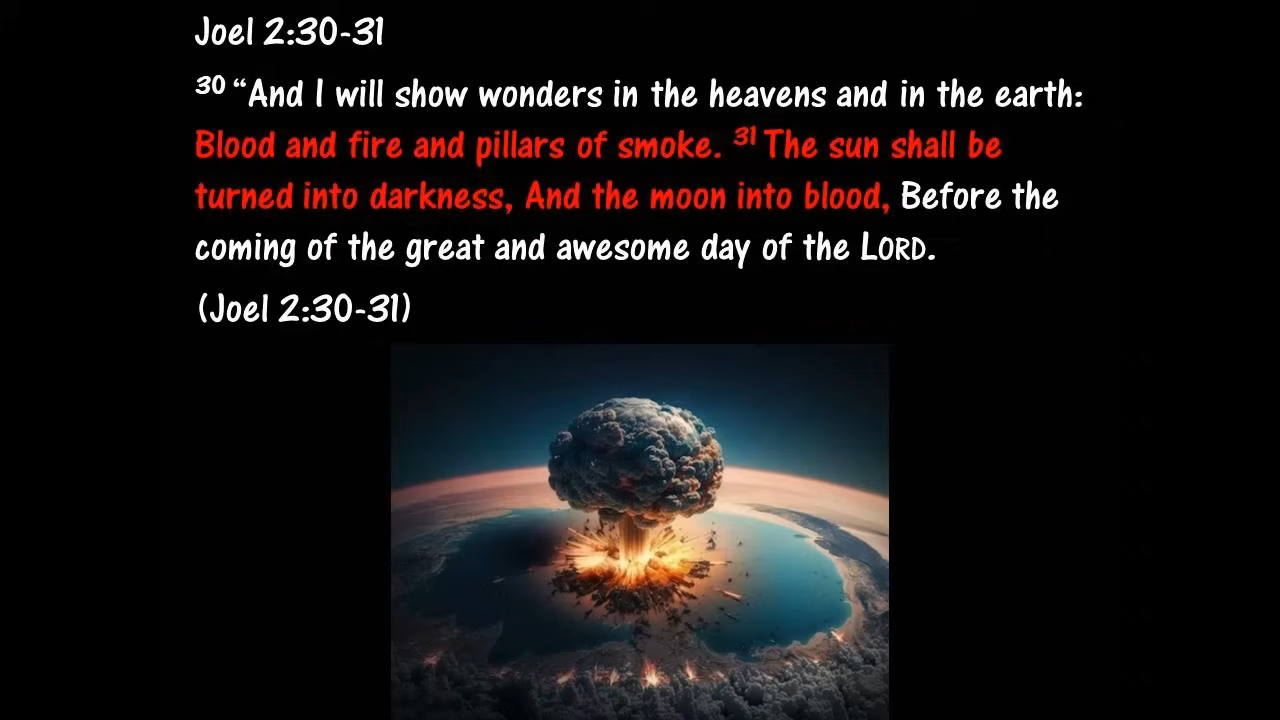 Joel 2:30-31
30 “And I will show wonders in the heavens and in the earth:
Blood and fire and pillars of smoke. 31 The sun shall be
turned into darkness, And the moon into blood, Before the
coming of the great and awesome day of the LORD.
(Joel 2:30-31)